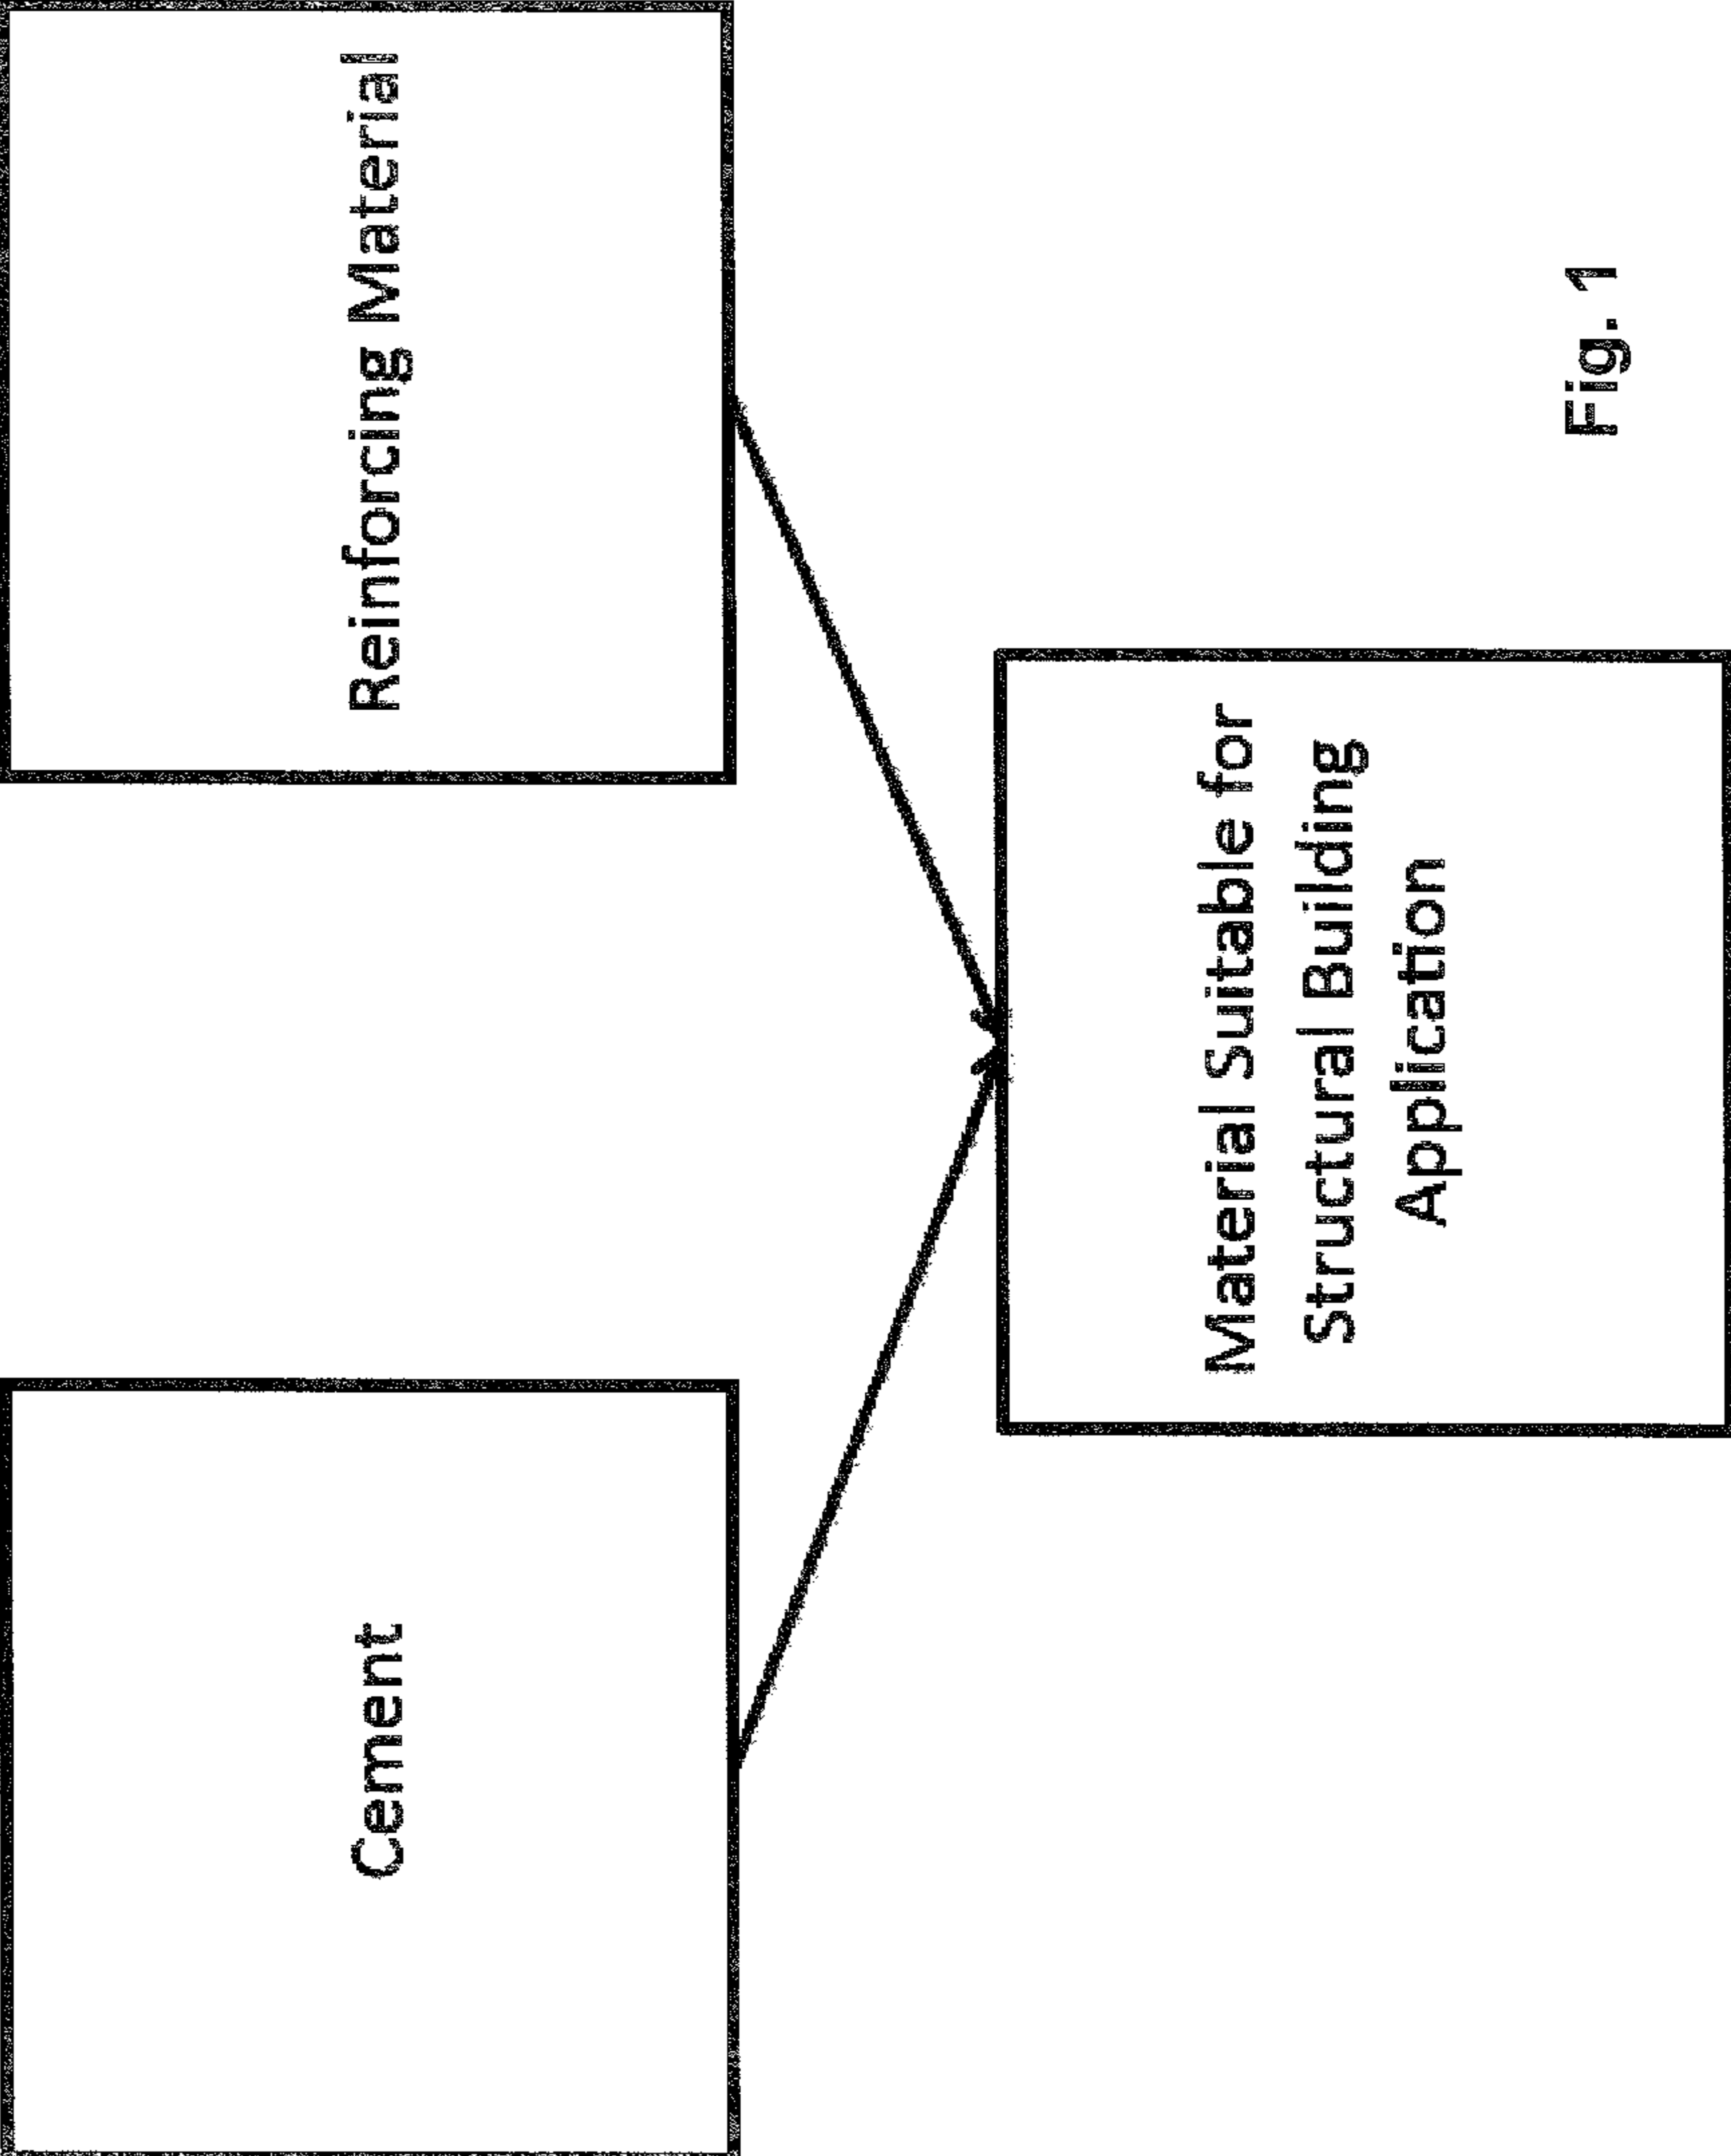 Cement
Reinforcing Material
Material Suitable for
Structural Building
Application
Fig. 1